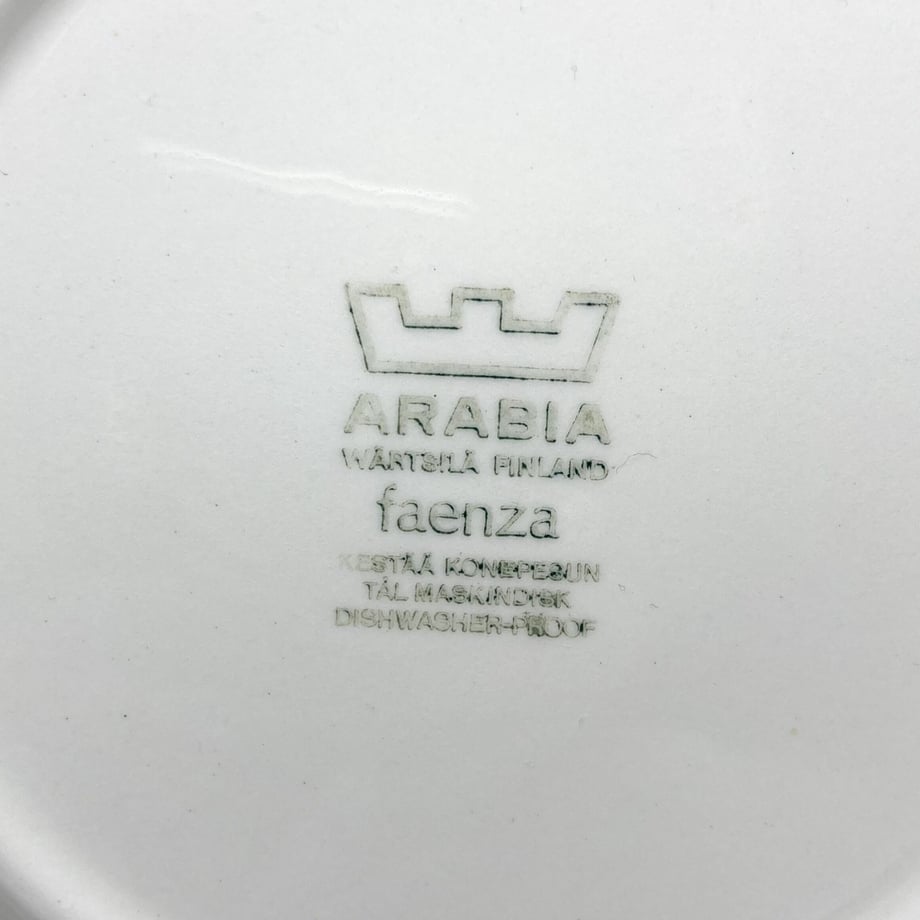 ARABIA
WÄRTSILÄ FINLAND
faenza
KESTÄÄ KONEPESUN
TÅL MASKINDISK
DISHWASHER-PROOF